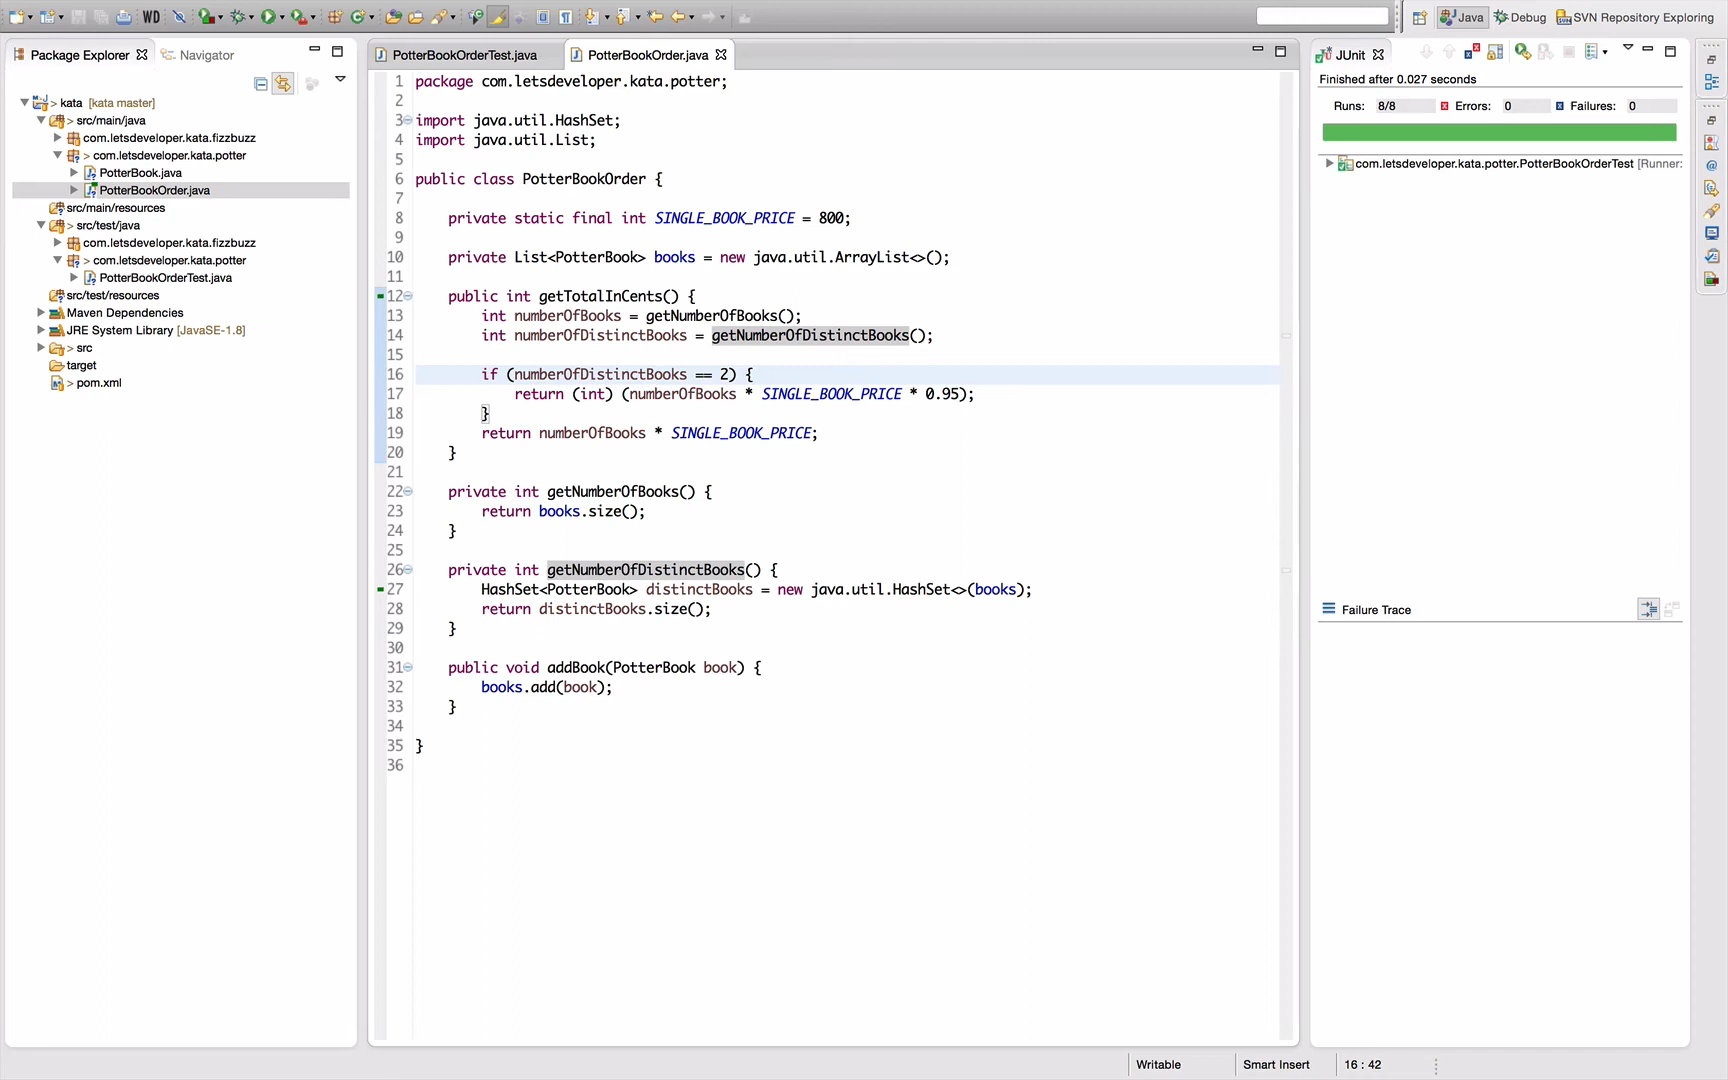 WD
Java
Debug
SVN Repository Exploring
Package Explorer
Navigator
> kata [kata master]
> src/main/java
com.letsdeveloper.kata.fizzbuzz
> com.letsdeveloper.kata.potter
PotterBook.java
PotterBookOrder.java
src/main/resources
> src/test/java
com.letsdeveloper.kata.fizzbuzz
> com.letsdeveloper.kata.potter
PotterBookOrderTest.java
src/test/resources
Maven Dependencies
JRE System Library [JavaSE-1.8]
> src
target
> pom.xml
PotterBookOrderTest.java
PotterBookOrder.java
1 package com.letsdeveloper.kata.potter;
2
3 import java.util.HashSet;
4 import java.util.List;
5
6 public class PotterBookOrder {
7
8 private static final int SINGLE_BOOK_PRICE = 800;
9
10 private List<PotterBook> books = new java.util.ArrayList<>();
11
12 public int getTotalInCents() {
13 int numberOfBooks = getNumberOfBooks();
14 int numberOfDistinctBooks = getNumberOfDistinctBooks();
15
16 if (numberOfDistinctBooks == 2) {
17 return (int) (numberOfBooks * SINGLE_BOOK_PRICE * 0.95);
18 }
19 return numberOfBooks * SINGLE_BOOK_PRICE;
20 }
21
22 private int getNumberOfBooks() {
23 return books.size();
24 }
25
26 private int getNumberOfDistinctBooks() {
27 HashSet<PotterBook> distinctBooks = new java.util.HashSet<>(books);
28 return distinctBooks.size();
29 }
30
31 public void addBook(PotterBook book) {
32 books.add(book);
33 }
34
35 }
36
JUnit
Finished after 0.027 seconds
Runs: 8/8 Errors: 0 Failures: 0
com.letsdeveloper.kata.potter.PotterBookOrderTest [Runner:
Failure Trace
Writable
Smart Insert
16 : 42